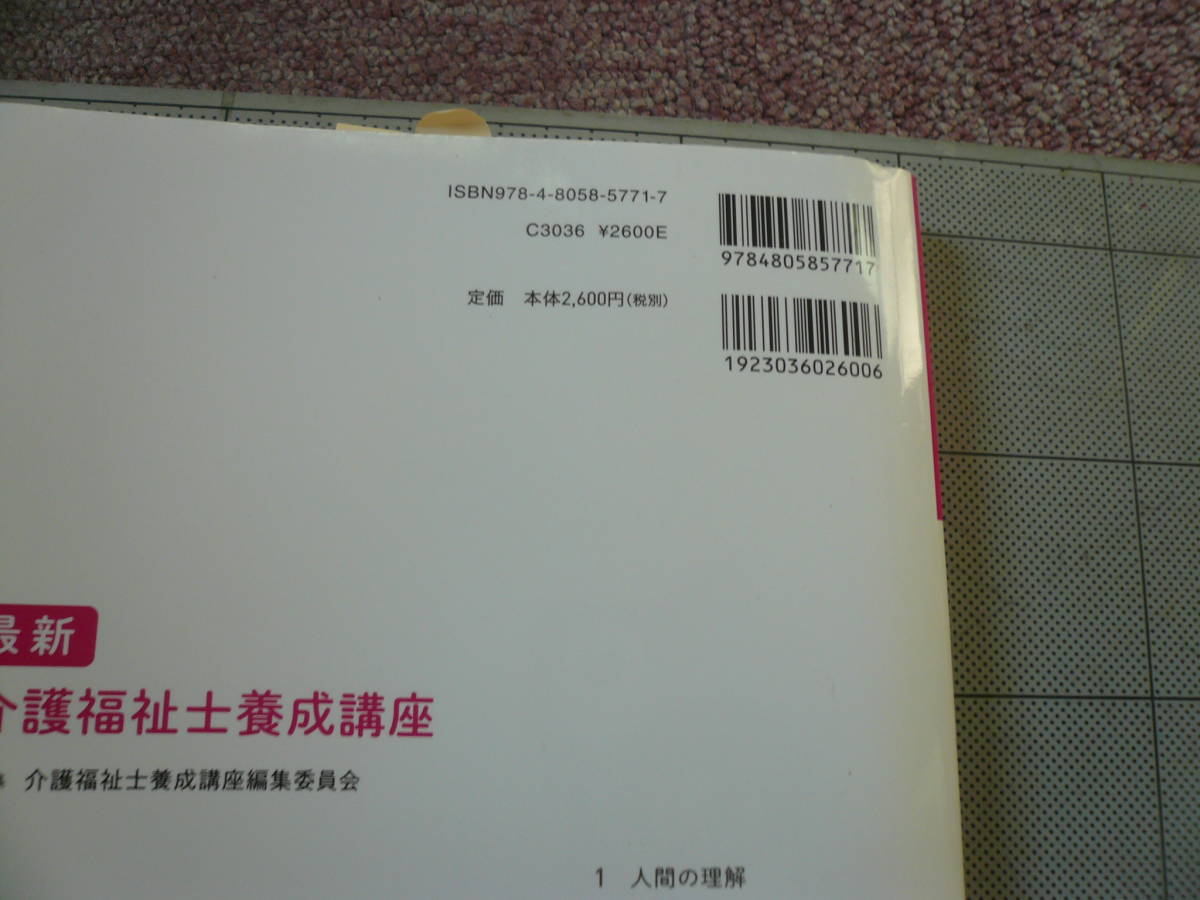 ISBN978-4-8058-5771-7
C3036 ¥2600E
定価 本体2,600円(税別)
9784805857717
1923036026006
最新
介護福祉士養成講座
介護福祉士養成講座編集委員会
1 人間の理解